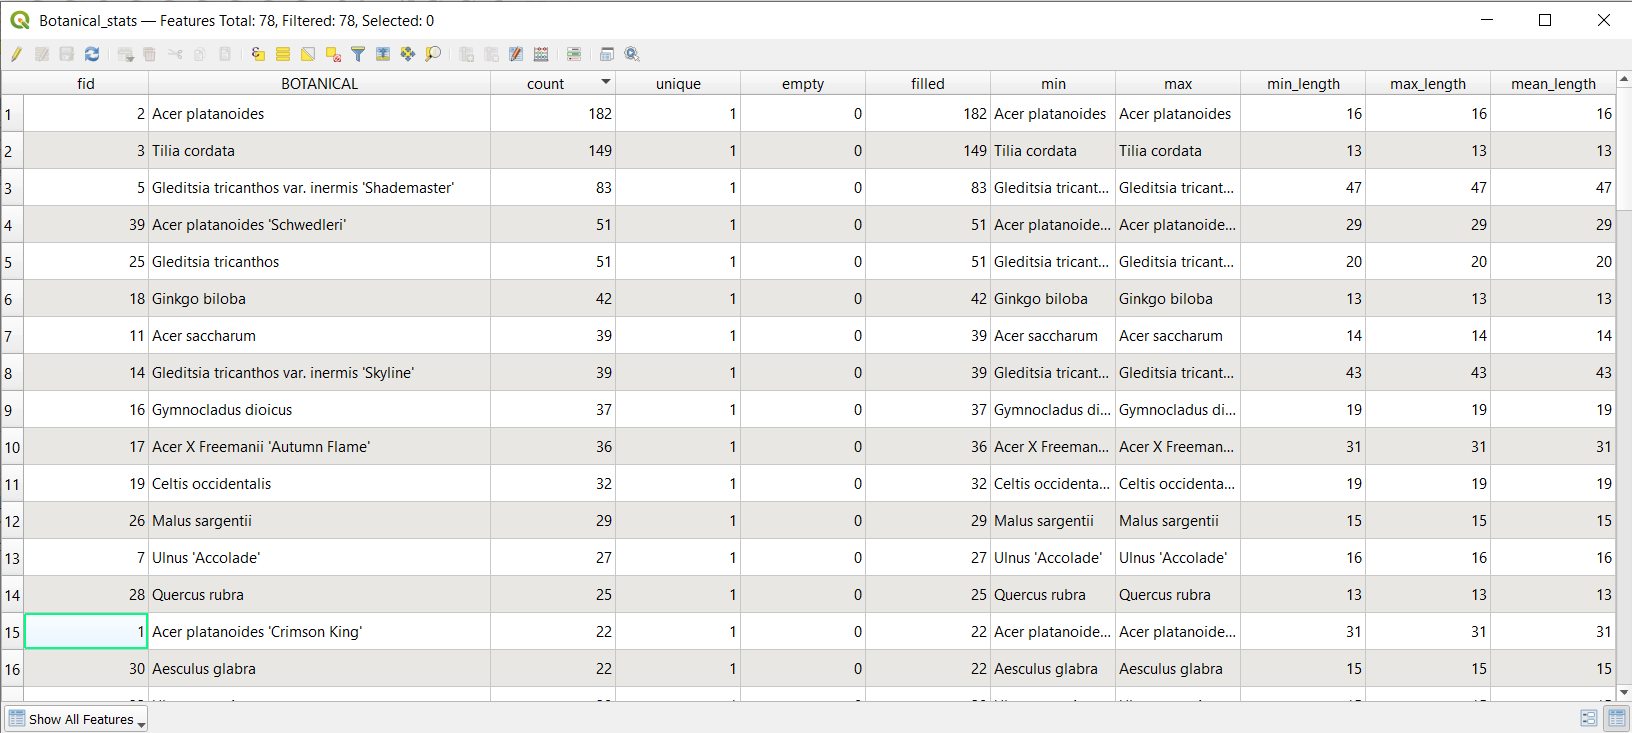 Botanical_stats — Features Total: 78, Filtered: 78, Selected: 0
fid BOTANICAL count unique empty filled min max min_length max_length mean_length
1 2 Acer platanoides 182 1 0 182 Acer platanoides Acer platanoides 16 16 16
2 3 Tilia cordata 149 1 0 149 Tilia cordata Tilia cordata 13 13 13
3 5 Gleditsia tricanthos var. inermis 'Shademaster' 83 1 0 83 Gleditsia tricant... Gleditsia tricant... 47 47 47
4 39 Acer platanoides 'Schwedleri' 51 1 0 51 Acer platanoide... Acer platanoide... 29 29 29
5 25 Gleditsia tricanthos 51 1 0 51 Gleditsia tricant... Gleditsia tricant... 20 20 20
6 18 Ginkgo biloba 42 1 0 42 Ginkgo biloba Ginkgo biloba 13 13 13
7 11 Acer saccharum 39 1 0 39 Acer saccharum Acer saccharum 14 14 14
8 14 Gleditsia tricanthos var. inermis 'Skyline' 39 1 0 39 Gleditsia tricant... Gleditsia tricant... 43 43 43
9 16 Gymnocladus dioicus 37 1 0 37 Gymnocladus di... Gymnocladus di... 19 19 19
10 17 Acer X Freemanii 'Autumn Flame' 36 1 0 36 Acer X Freeman... Acer X Freeman... 31 31 31
11 19 Celtis occidentalis 32 1 0 32 Celtis occidenta... Celtis occidenta... 19 19 19
12 26 Malus sargentii 29 1 0 29 Malus sargentii Malus sargentii 15 15 15
13 7 Ulnus 'Accolade' 27 1 0 27 Ulnus 'Accolade' Ulnus 'Accolade' 16 16 16
14 28 Quercus rubra 25 1 0 25 Quercus rubra Quercus rubra 13 13 13
15 1 Acer platanoides 'Crimson King' 22 1 0 22 Acer platanoide... Acer platanoide... 31 31 31
16 30 Aesculus glabra 22 1 0 22 Aesculus glabra Aesculus glabra 15 15 15
Show All Features